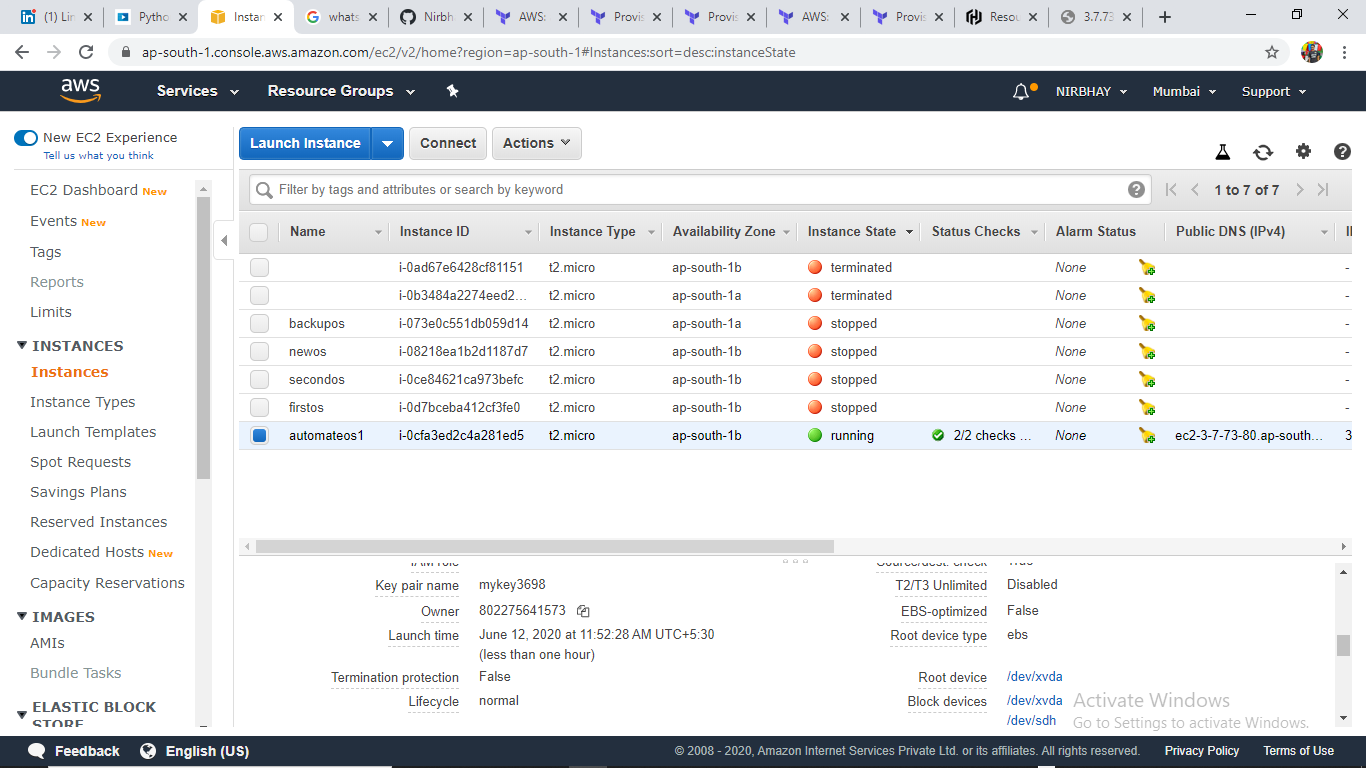 (1) Lin
Pytho
Instan
whats
Nirbh
AWS:
Provis
Provis
AWS:
Provis
Resou
3.7.73
ap-south-1.console.aws.amazon.com/ec2/v2/home?region=ap-south-1#Instances:sort=desc:instanceState
aws Services Resource Groups NIRBHAY Mumbai Support
New EC2 Experience
Tell us what you think
EC2 Dashboard New
Events New
Tags
Reports
Limits
INSTANCES
Instances
Instance Types
Launch Templates
Spot Requests
Savings Plans
Reserved Instances
Dedicated Hosts New
Capacity Reservations
IMAGES
AMIs
Bundle Tasks
ELASTIC BLOCK
STORE
Launch Instance Connect Actions
Filter by tags and attributes or search by keyword 1 to 7 of 7
Name Instance ID Instance Type Availability Zone Instance State Status Checks Alarm Status Public DNS (IPv4)
i-0ad67e6428cf81151 t2.micro ap-south-1b terminated None -
i-0b3484a2274eed2... t2.micro ap-south-1a terminated None -
backupos i-073e0c551db059d14 t2.micro ap-south-1a stopped None -
newos i-08218ea1b2d1187d7 t2.micro ap-south-1b stopped None -
secondos i-0ce84621ca973befc t2.micro ap-south-1b stopped None -
firstos i-0d7bceba412cf3fe0 t2.micro ap-south-1b stopped None -
automateos1 i-0cfa3ed2c4a281ed5 t2.micro ap-south-1b running 2/2 checks ... None ec2-3-7-73-80.ap-south... 3
IAM role Source/dest. check True
Key pair name mykey3698 T2/T3 Unlimited Disabled
Owner 802275641573 EBS-optimized False
Launch time June 12, 2020 at 11:52:28 AM UTC+5:30 Root device type ebs
(less than one hour)
Termination protection False Root device /dev/xvda
Lifecycle normal Block devices /dev/xvda
/dev/sdh
Activate Windows
Go to Settings to activate Windows.
Feedback English (US) © 2008 - 2020, Amazon Internet Services Private Ltd. or its affiliates. All rights reserved. Privacy Policy Terms of Use